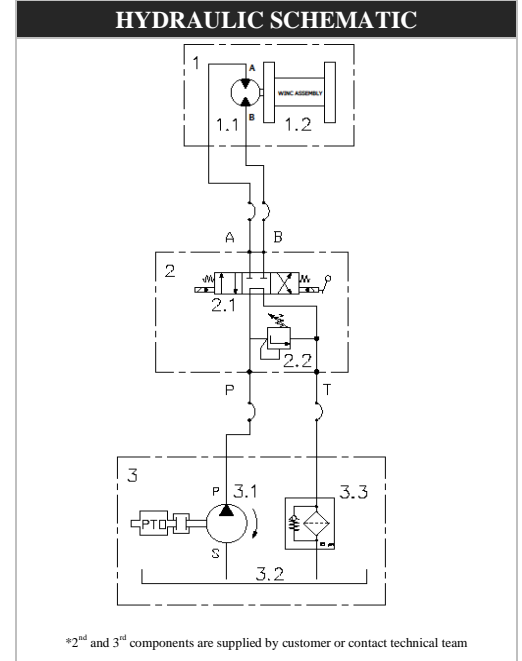 HYDRAULIC SCHEMATIC
1
A
WINC ASSEMBLY
B
1.1
1.2
A
B
2
2.1
2.2
P
T
3
P
3.1
3.3
PTO
S
3.2
*2nd and 3rd components are supplied by customer or contact technical team